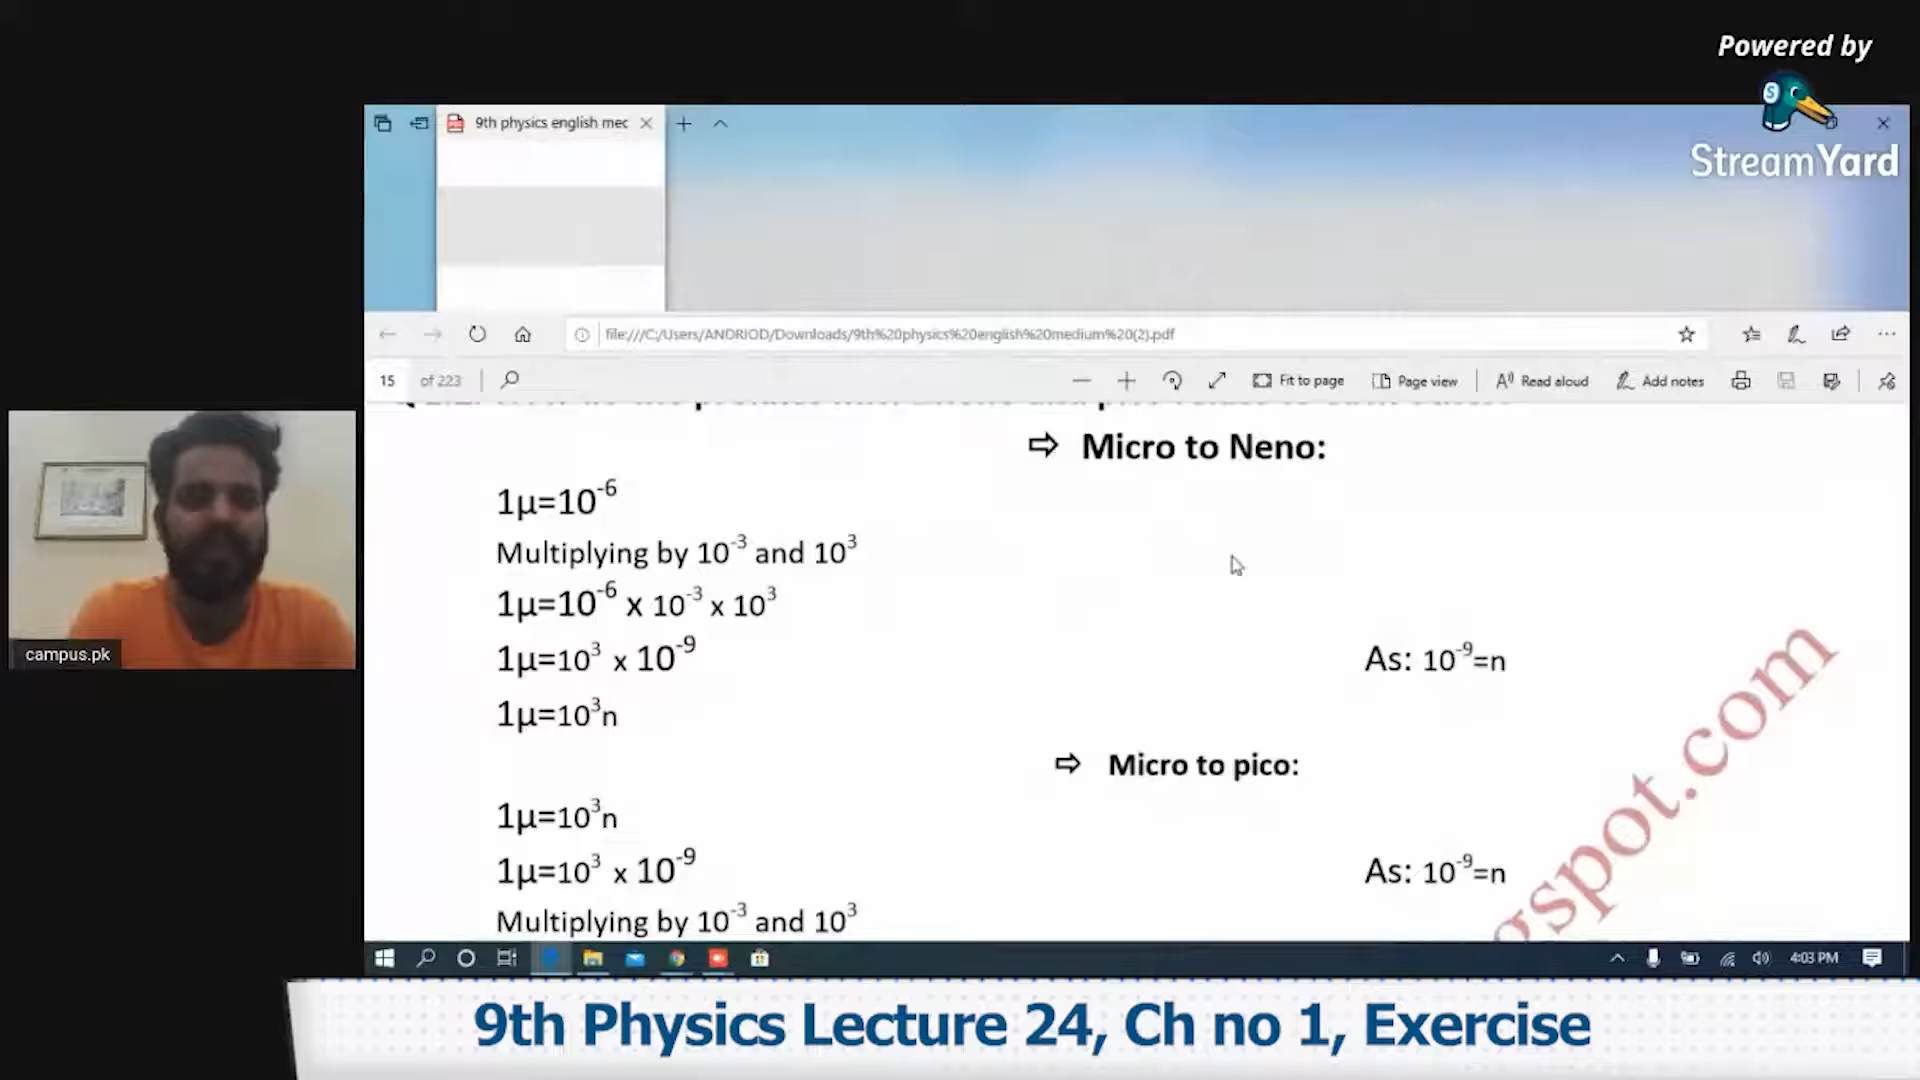 Powered by
StreamYard
9th physics english mec
file:///C:/Users/ANDRIOD/Downloads/9th%20physics%20english%20medium%20(2).pdf
15 of 223
Fit to page
Page view
Read aloud
Add notes
⇨ Micro to Neno:
1µ=10⁻⁶
Multiplying by 10⁻³ and 10³
1µ=10⁻⁶ x 10⁻³ x 10³
1µ=10³ x 10⁻⁹ As: 10⁻⁹=n
1µ=10³n
⇨ Micro to pico:
1µ=10³n
1µ=10³ x 10⁻⁹ As: 10⁻⁹=n
Multiplying by 10⁻³ and 10³
gspot.com
campus.pk
4:03 PM
9th Physics Lecture 24, Ch no 1, Exercise